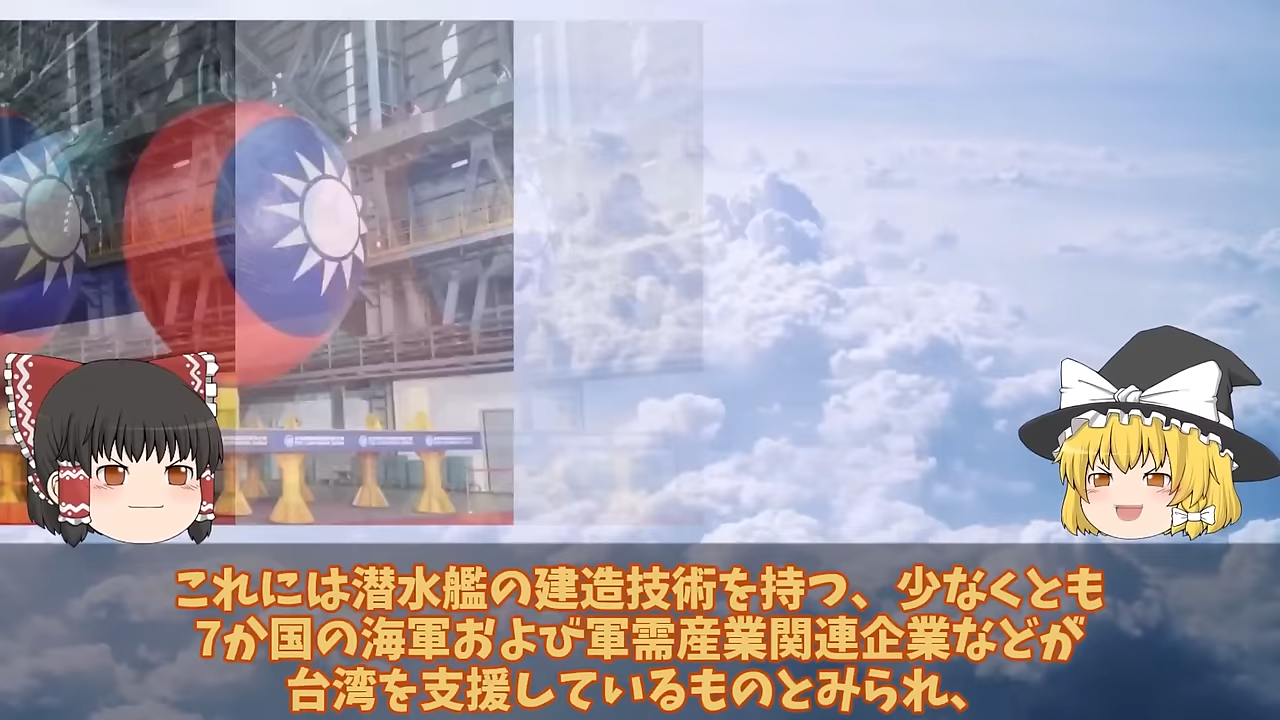 これには潜水艦の建造技術を持つ、少なくとも
7か国の海軍および軍需産業関連企業などが
台湾を支援しているものとみられ、